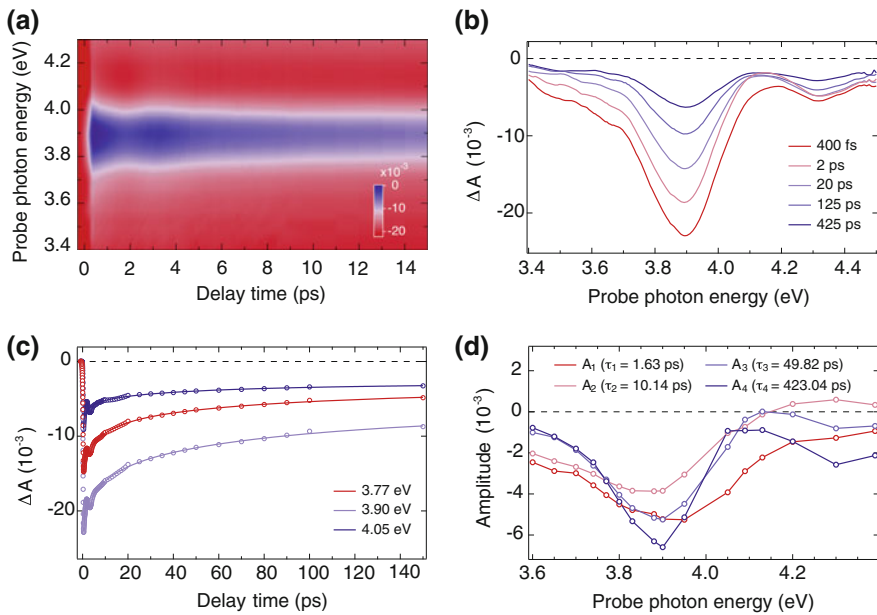 (a)
Probe photon energy (eV)
4.2
4.0
3.8
3.6
3.4
x10⁻³
0
-10
-20
0 2 4 6 8 10 12 14
Delay time (ps)
(b)
Δ A (10⁻³)
0
-10
-20
400 fs
2 ps
20 ps
125 ps
425 ps
3.4 3.6 3.8 4.0 4.2 4.4
Probe photon energy (eV)
(c)
Δ A (10⁻³)
0
-10
-20
3.77 eV
3.90 eV
4.05 eV
0 20 40 60 80 100 120 140
Delay time (ps)
(d)
Amplitude (10⁻³)
2
0
-2
-4
-6
A₁ (τ₁ = 1.63 ps)
A₂ (τ₂ = 10.14 ps)
A₃ (τ₃ = 49.82 ps)
A₄ (τ₄ = 423.04 ps)
3.6 3.8 4.0 4.2 4.4
Probe photon energy (eV)